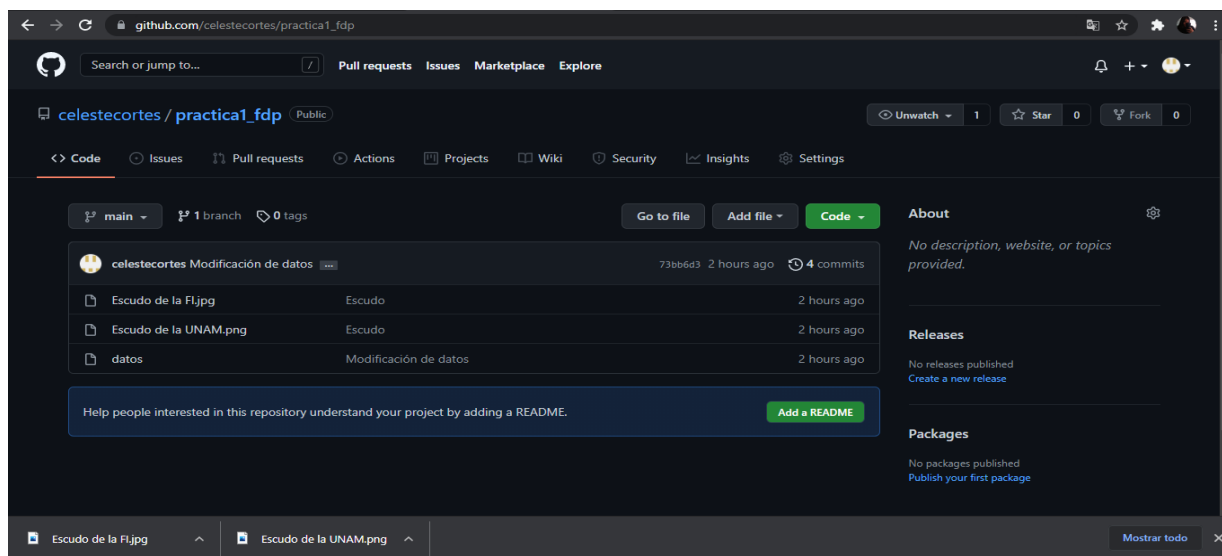 github.com/celestecortes/practica1_fdp
Search or jump to... / Pull requests Issues Marketplace Explore
celestecortes / practica1_fdp Public Unwatch 1 Star 0 Fork 0
<> Code Issues Pull requests Actions Projects Wiki Security Insights Settings
main 1 branch 0 tags Go to file Add file Code
celestecortes Modificación de datos ... 73bb6d3 2 hours ago 4 commits
Escudo de la FI.jpg Escudo 2 hours ago
Escudo de la UNAM.png Escudo 2 hours ago
datos Modificación de datos 2 hours ago
Help people interested in this repository understand your project by adding a README. Add a README
About
No description, website, or topics
provided.
Releases
No releases published
Create a new release
Packages
No packages published
Publish your first package
Escudo de la FI.jpg Escudo de la UNAM.png Mostrar todo